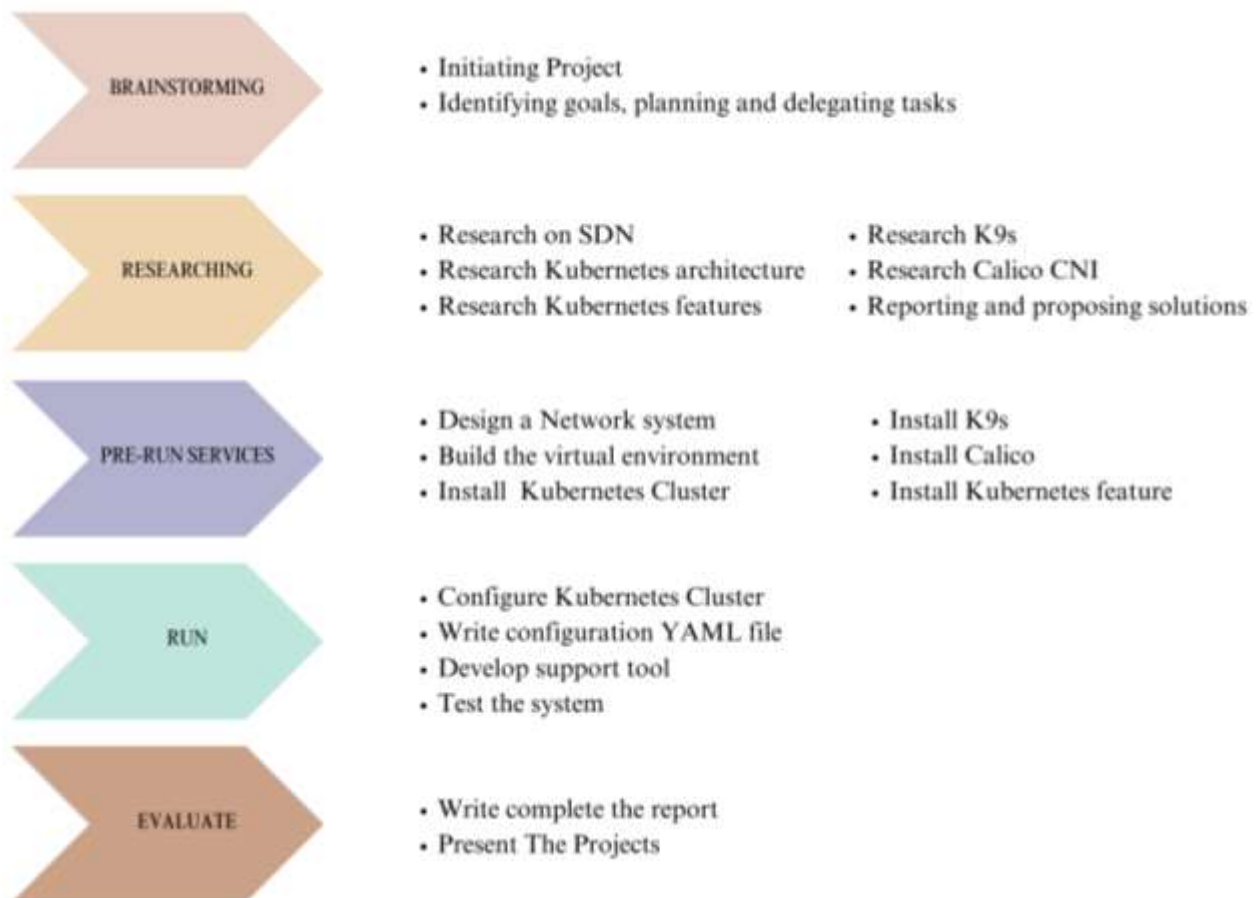 BRAINSTORMING
• Initiating Project
• Identifying goals, planning and delegating tasks
RESEARCHING
• Research on SDN
• Research Kubernetes architecture
• Research Kubernetes features
• Research K9s
• Research Calico CNI
• Reporting and proposing solutions
PRE-RUN SERVICES
• Design a Network system
• Build the virtual environment
• Install Kubernetes Cluster
• Install K9s
• Install Calico
• Install Kubernetes feature
RUN
• Configure Kubernetes Cluster
• Write configuration YAML file
• Develop support tool
• Test the system
EVALUATE
• Write complete the report
• Present The Projects